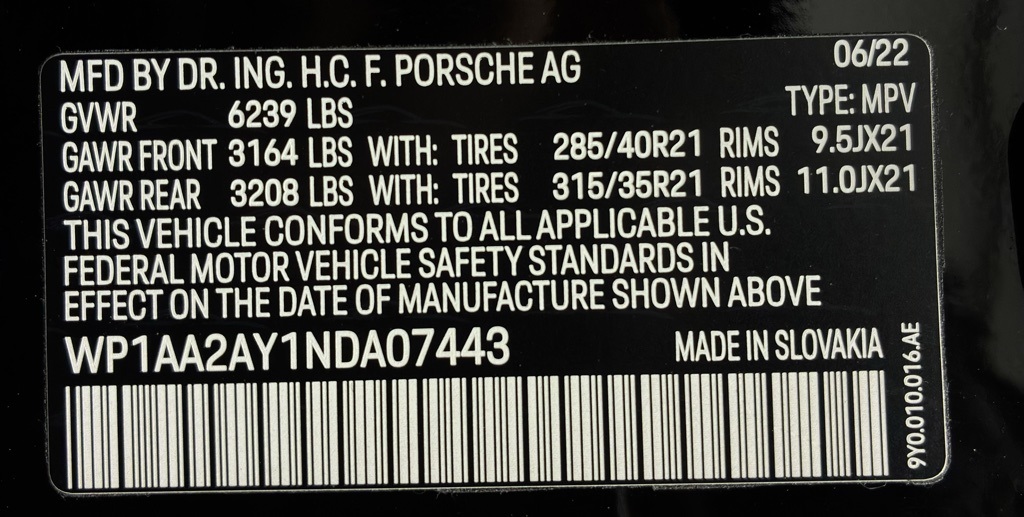 MFD BY DR. ING. H.C. F. PORSCHE AG 06/22
GVWR 6239 LBS TYPE: MPV
GAWR FRONT 3164 LBS WITH: TIRES 285/40R21 RIMS 9.5JX21
GAWR REAR 3208 LBS WITH: TIRES 315/35R21 RIMS 11.0JX21
THIS VEHICLE CONFORMS TO ALL APPLICABLE U.S.
FEDERAL MOTOR VEHICLE SAFETY STANDARDS IN
EFFECT ON THE DATE OF MANUFACTURE SHOWN ABOVE
WP1AA2AY1NDA07443 MADE IN SLOVAKIA
9Y0.010.016.AE